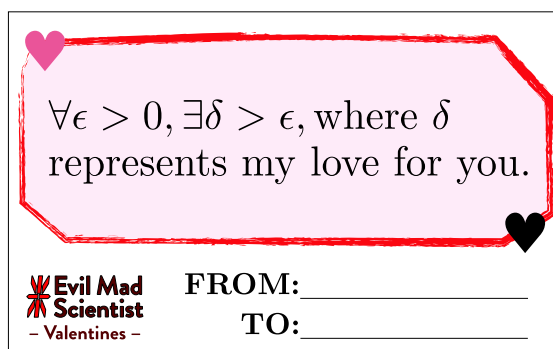 ∀ϵ > 0, ∃δ > ϵ, where δ
represents my love for you.
Evil Mad
Scientist
– Valentines –
FROM:
TO: